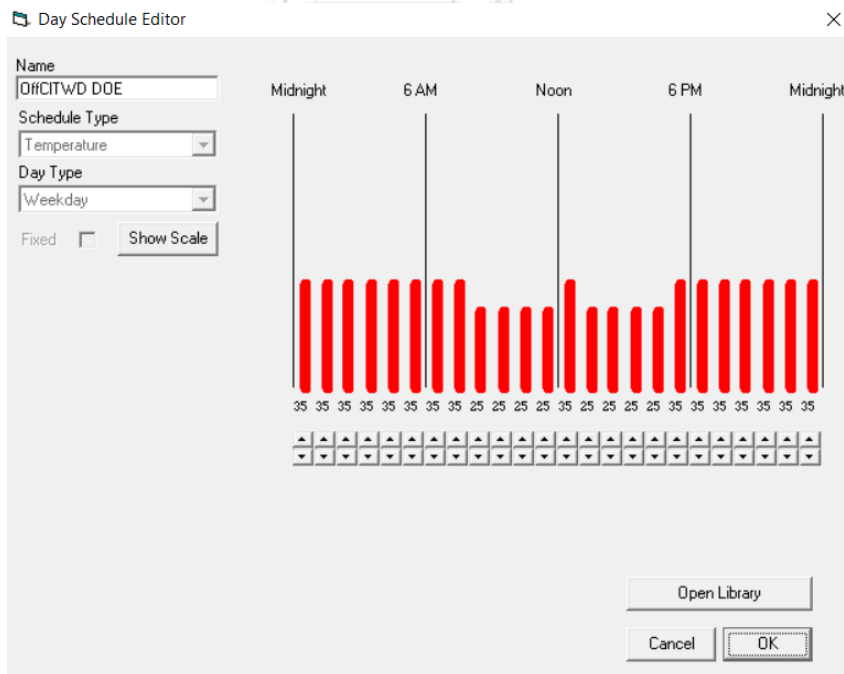 Day Schedule Editor
Name
OffCITWD DOE
Midnight 6 AM Noon 6 PM Midnight
Schedule Type
Temperature
Day Type
Weekday
Fixed Show Scale
35 35 35 35 35 35 35 35 25 25 25 25 35 25 25 25 25 35 35 35 35 35 35 35
Open Library
Cancel OK